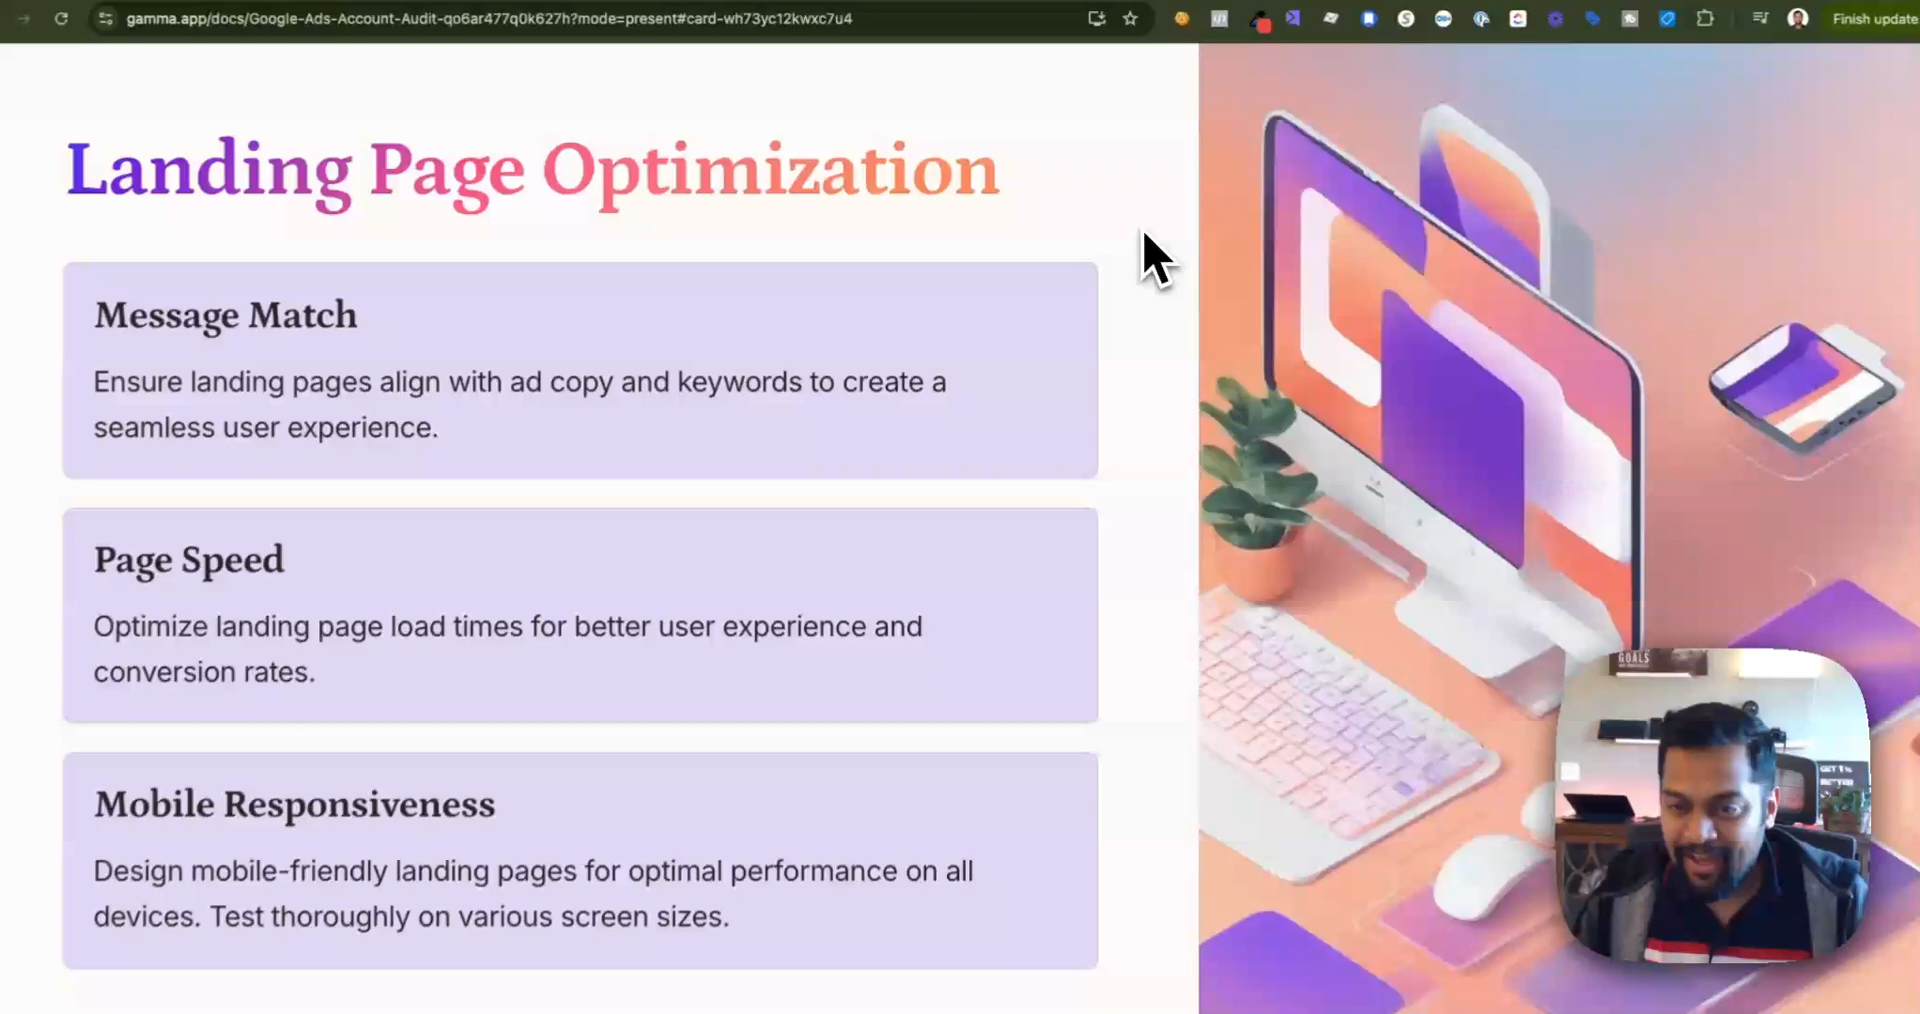 gamma.app/docs/Google-Ads-Account-Audit-qo6ar477q0k627h?mode=present#card-wh73yc12kwxc7u4
Finish update
Landing Page Optimization
Message Match
Ensure landing pages align with ad copy and keywords to create a
seamless user experience.
Page Speed
Optimize landing page load times for better user experience and
conversion rates.
Mobile Responsiveness
Design mobile-friendly landing pages for optimal performance on all
devices. Test thoroughly on various screen sizes.
GOALS
GET 1%
BETTER